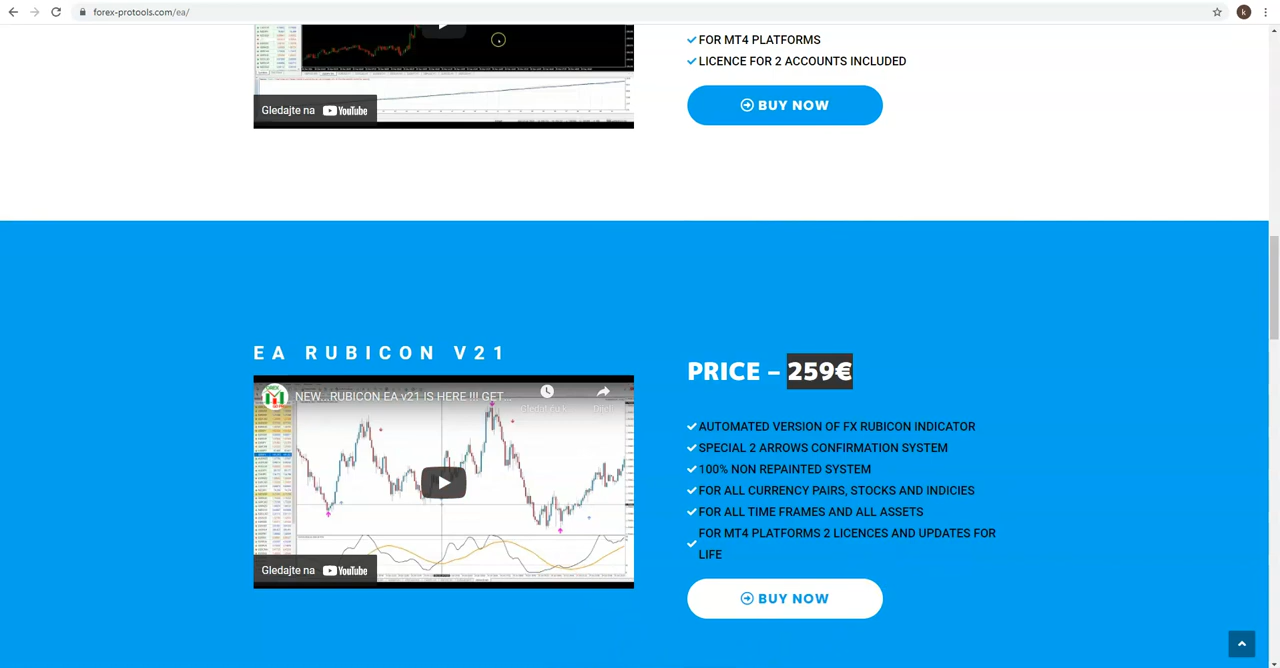 forex-protools.com/ea/
k
FOR MT4 PLATFORMS
LICENCE FOR 2 ACCOUNTS INCLUDED
Gledajte na YouTube
BUY NOW
EA RUBICON V21
PRICE – 259€
NEW...RUBICON EA v21 IS HERE !!! GET...
AUTOMATED VERSION OF FX RUBICON INDICATOR
SPECIAL 2 ARROWS CONFIRMATION SYSTEM
100% NON REPAINTED SYSTEM
FOR ALL CURRENCY PAIRS, STOCKS AND INDICIES
FOR ALL TIME FRAMES AND ALL ASSETS
FOR MT4 PLATFORMS 2 LICENCES AND UPDATES FOR
LIFE
Gledajte na YouTube
BUY NOW